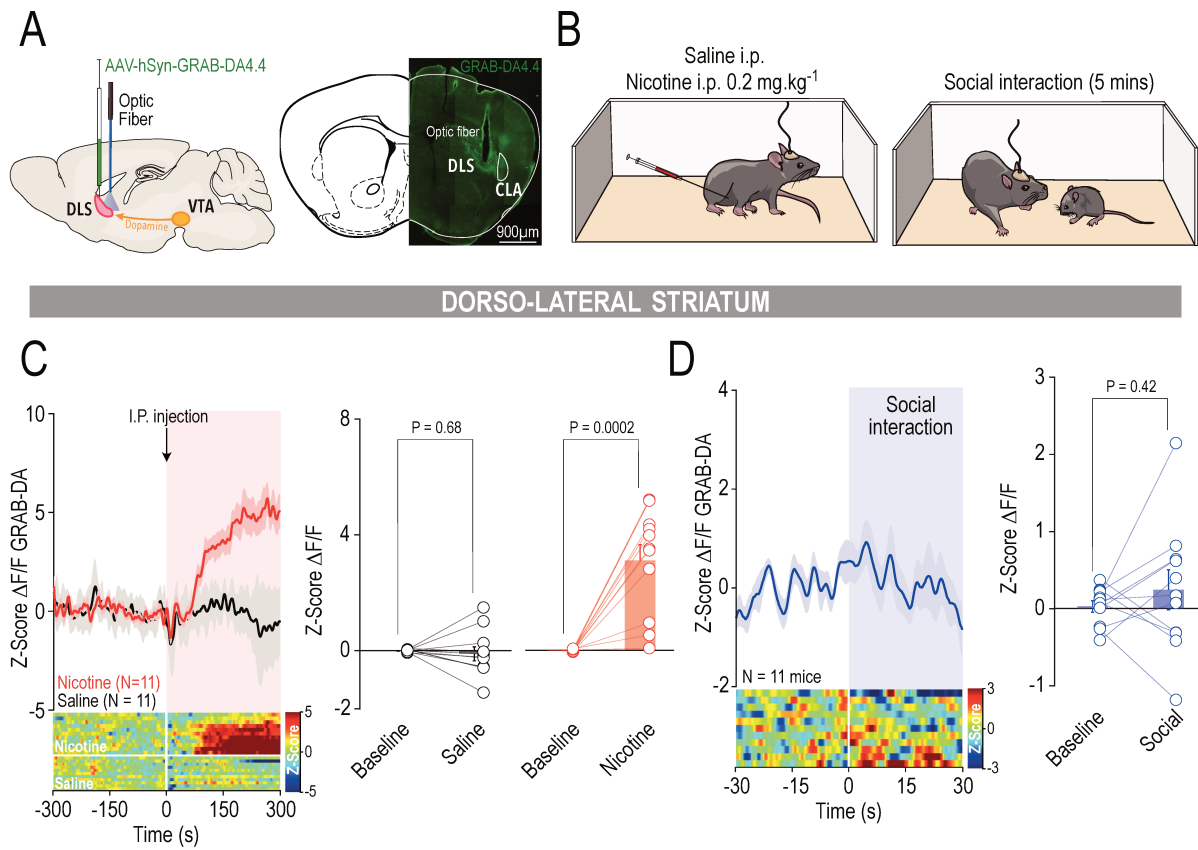 A
AAV-hSyn-GRAB-DA4.4
Optic
Fiber
DLS
VTA
Dopamine
GRAB-DA4.4
Optic fiber
DLS
CLA
900µm
B
Saline i.p.
Nicotine i.p. 0.2 mg.kg⁻¹
Social interaction (5 mins)
DORSO-LATERAL STRIATUM
C
Z-Score ΔF/F GRAB-DA
10
5
0
-5
I.P. injection
Nicotine (N=11)
Saline (N = 11)
Nicotine
Saline
5
0
-5
Z-Score
-300
-150
0
150
300
Time (s)
Z-Score ΔF/F
8
4
0
-2
P = 0.68
P = 0.0002
Baseline
Saline
Baseline
Nicotine
D
Z-Score ΔF/F GRAB-DA
4
2
0
-2
Social
interaction
N = 11 mice
3
0
-3
Z-Score
-30
-15
0
15
30
Time (s)
Z-Score ΔF/F
3
2
1
0
-1
P = 0.42
Baseline
Social